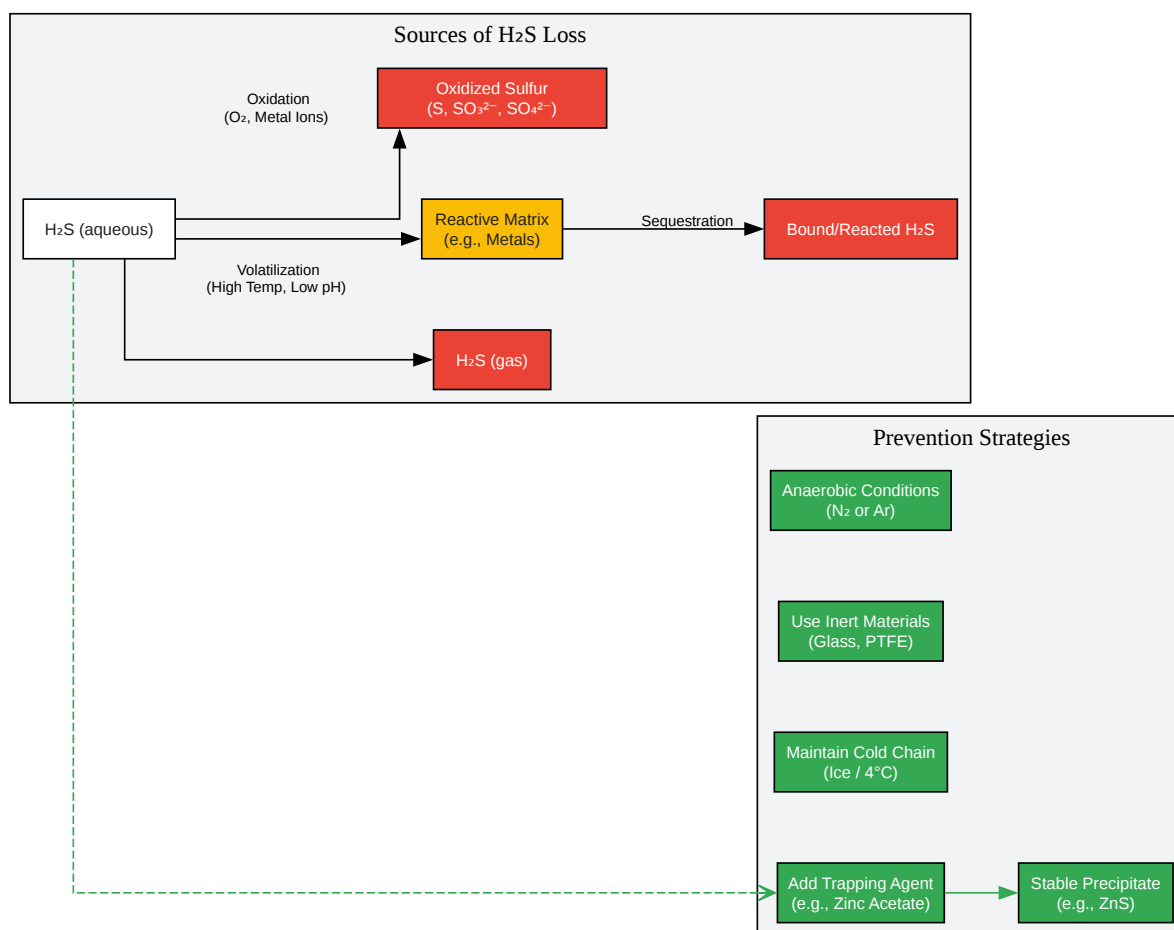 Sources of H₂S Loss
Oxidized Sulfur
(S, SO₃²⁻, SO₄²⁻)
Oxidation
(O₂, Metal Ions)
H₂S (aqueous)
Reactive Matrix
(e.g., Metals)
Sequestration
Bound/Reacted H₂S
Volatilization
(High Temp, Low pH)
H₂S (gas)
Prevention Strategies
Anaerobic Conditions
(N₂ or Ar)
Use Inert Materials
(Glass, PTFE)
Maintain Cold Chain
(Ice / 4°C)
Add Trapping Agent
(e.g., Zinc Acetate)
Stable Precipitate
(e.g., ZnS)